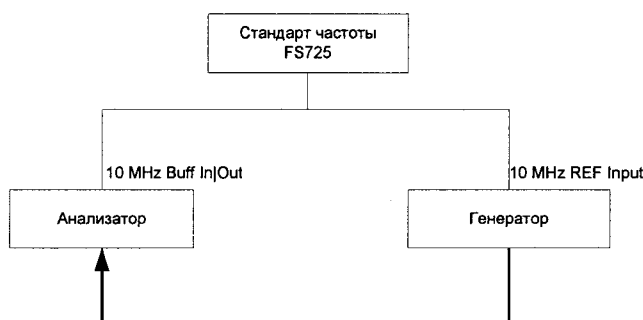 Стандарт частоты
FS725
10 MHz Buff In|Out
10 MHz REF Input
Анализатор
Генератор